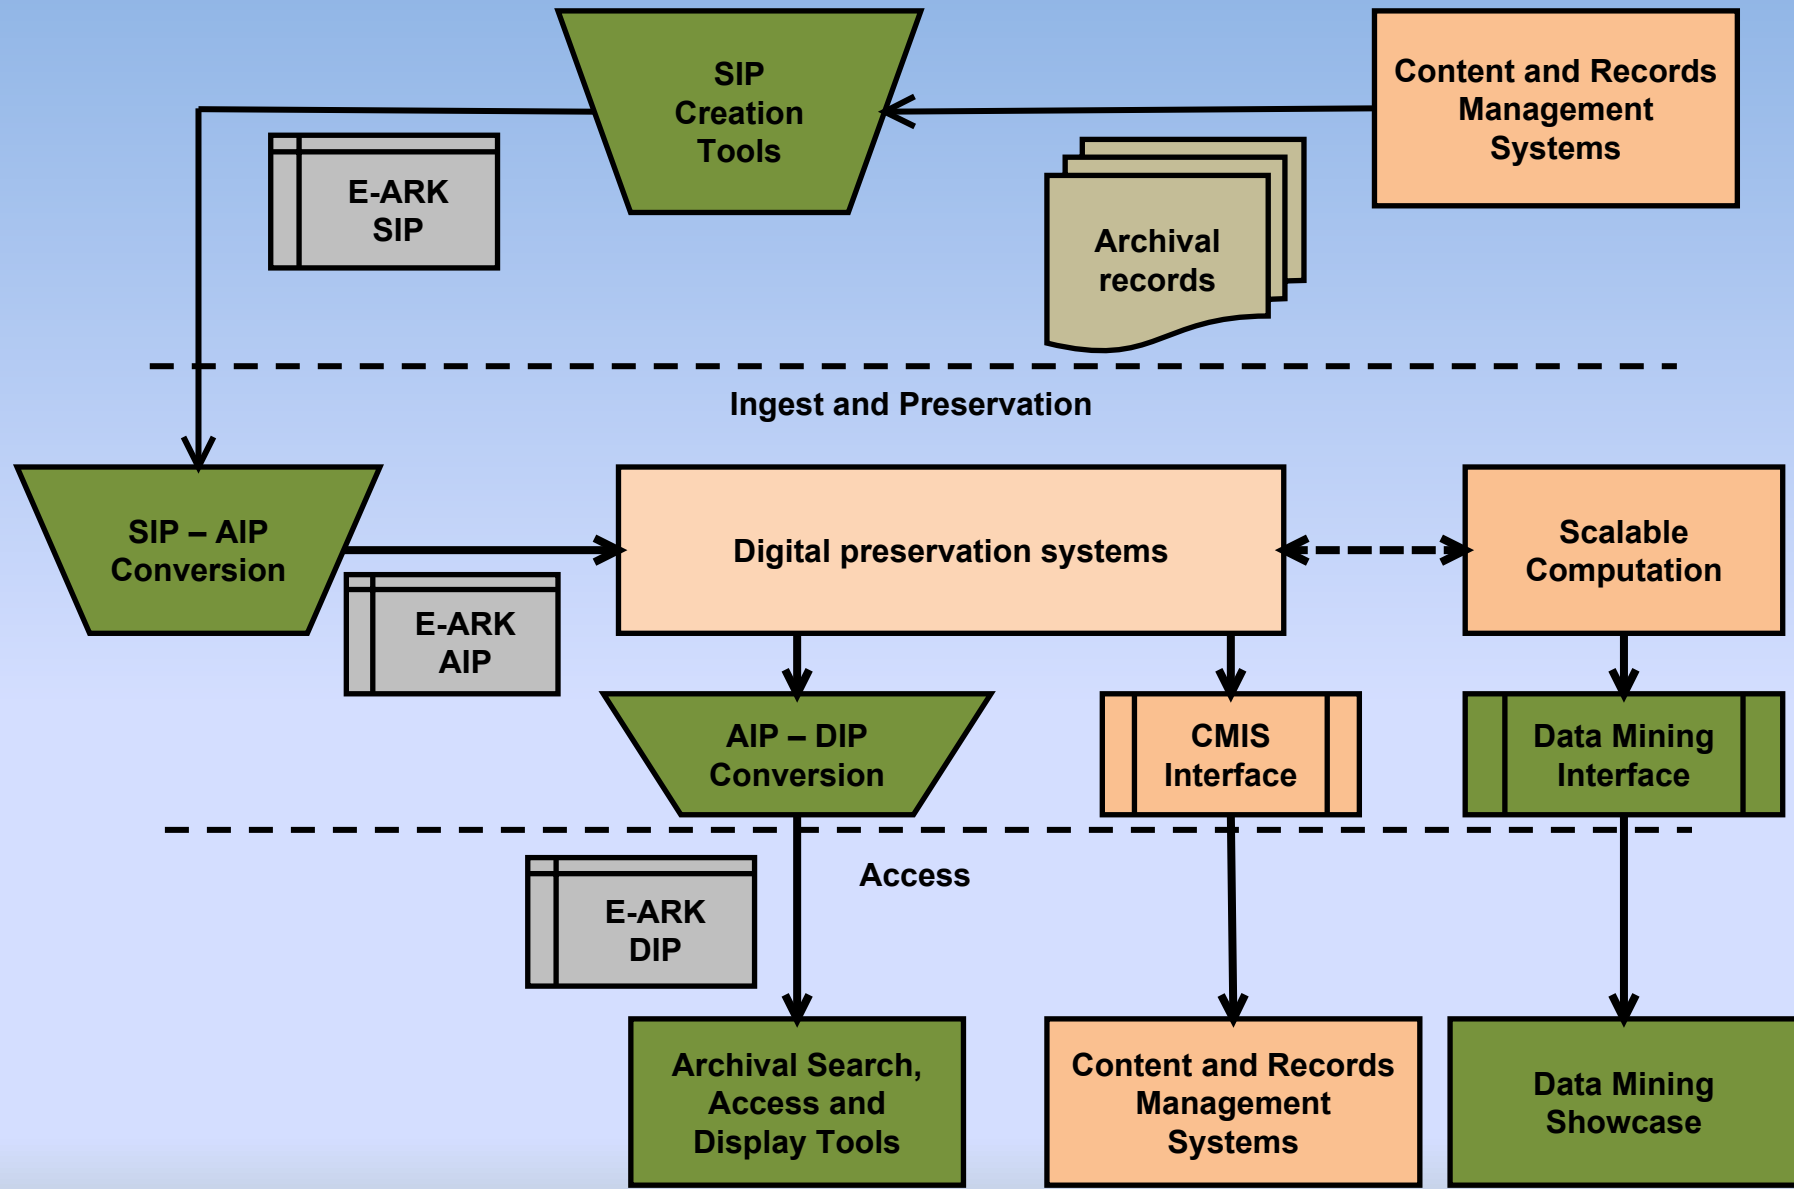 SIP
Creation
Tools
Content and Records
Management
Systems
E-ARK
SIP
Archival
records
Ingest and Preservation
SIP – AIP
Conversion
Digital preservation systems
Scalable
Computation
E-ARK
AIP
AIP – DIP
Conversion
CMIS
Interface
Data Mining
Interface
Access
E-ARK
DIP
Archival Search,
Access and
Display Tools
Content and Records
Management
Systems
Data Mining
Showcase